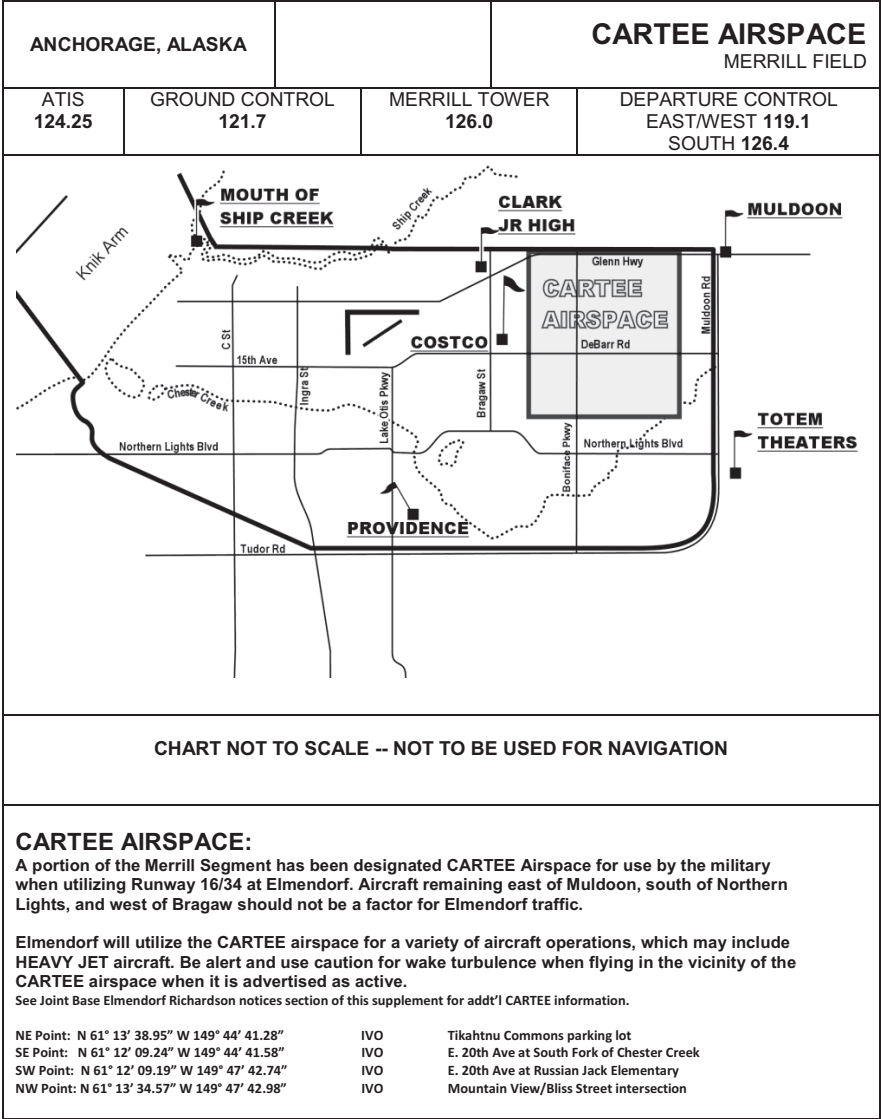 ANCHORAGE, ALASKA
CARTEE AIRSPACE
MERRILL FIELD
ATIS
124.25
GROUND CONTROL
121.7
MERRILL TOWER
126.0
DEPARTURE CONTROL
EAST/WEST 119.1
SOUTH 126.4
MOUTH OF
SHIP CREEK
Ship Creek
CLARK
JR HIGH
MULDOON
Knik Arm
Glenn Hwy
CARTEE
AIRSPACE
Muldoon Rd
C St
COSTCO
DeBarr Rd
15th Ave
Ingra St
Lake Otis Pkwy
Bragaw St
Chester Creek
TOTEM
THEATERS
Northern Lights Blvd
Boniface Pkwy
Northern Lights Blvd
PROVIDENCE
Tudor Rd
CHART NOT TO SCALE -- NOT TO BE USED FOR NAVIGATION
CARTEE AIRSPACE:
A portion of the Merrill Segment has been designated CARTEE Airspace for use by the military
when utilizing Runway 16/34 at Elmendorf. Aircraft remaining east of Muldoon, south of Northern
Lights, and west of Bragaw should not be a factor for Elmendorf traffic.
Elmendorf will utilize the CARTEE airspace for a variety of aircraft operations, which may include
HEAVY JET aircraft. Be alert and use caution for wake turbulence when flying in the vicinity of the
CARTEE airspace when it is advertised as active.
See Joint Base Elmendorf Richardson notices section of this supplement for addt'l CARTEE information.
NE Point: N 61° 13' 38.95" W 149° 44' 41.28" IVO Tikahtnu Commons parking lot
SE Point: N 61° 12' 09.24" W 149° 44' 41.58" IVO E. 20th Ave at South Fork of Chester Creek
SW Point: N 61° 12' 09.19" W 149° 47' 42.74" IVO E. 20th Ave at Russian Jack Elementary
NW Point: N 61° 13' 34.57" W 149° 47' 42.98" IVO Mountain View/Bliss Street intersection